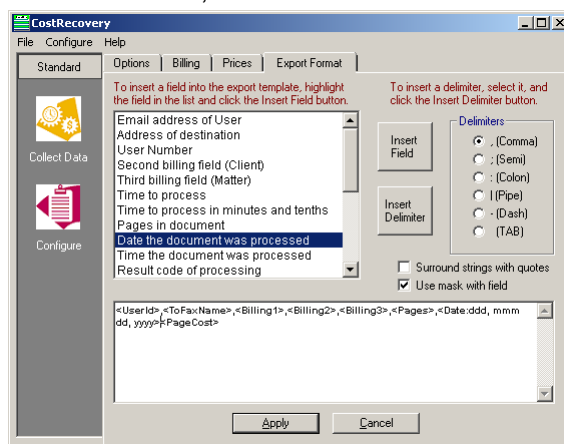 CostRecovery
File Configure Help
Standard
Options Billing Prices Export Format
To insert a field into the export template, highlight
the field in the list and click the Insert Field button.
To insert a delimiter, select it, and
click the Insert Delimiter button.
Collect Data
Configure
Email address of User
Address of destination
User Number
Second billing field (Client)
Third billing field (Matter)
Time to process
Time to process in minutes and tenths
Pages in document
Date the document was processed
Time the document was processed
Result code of processing
Insert
Field
Insert
Delimiter
Delimiters
, (Comma)
; (Semi)
: (Colon)
| (Pipe)
- (Dash)
(TAB)
Surround strings with quotes
Use mask with field
<UserId>,<ToFaxName>,<Billing1>,<Billing2>,<Billing3>,<Pages>,<Date:ddd, mmm
dd, yyyy>,<PageCost>
Apply Cancel